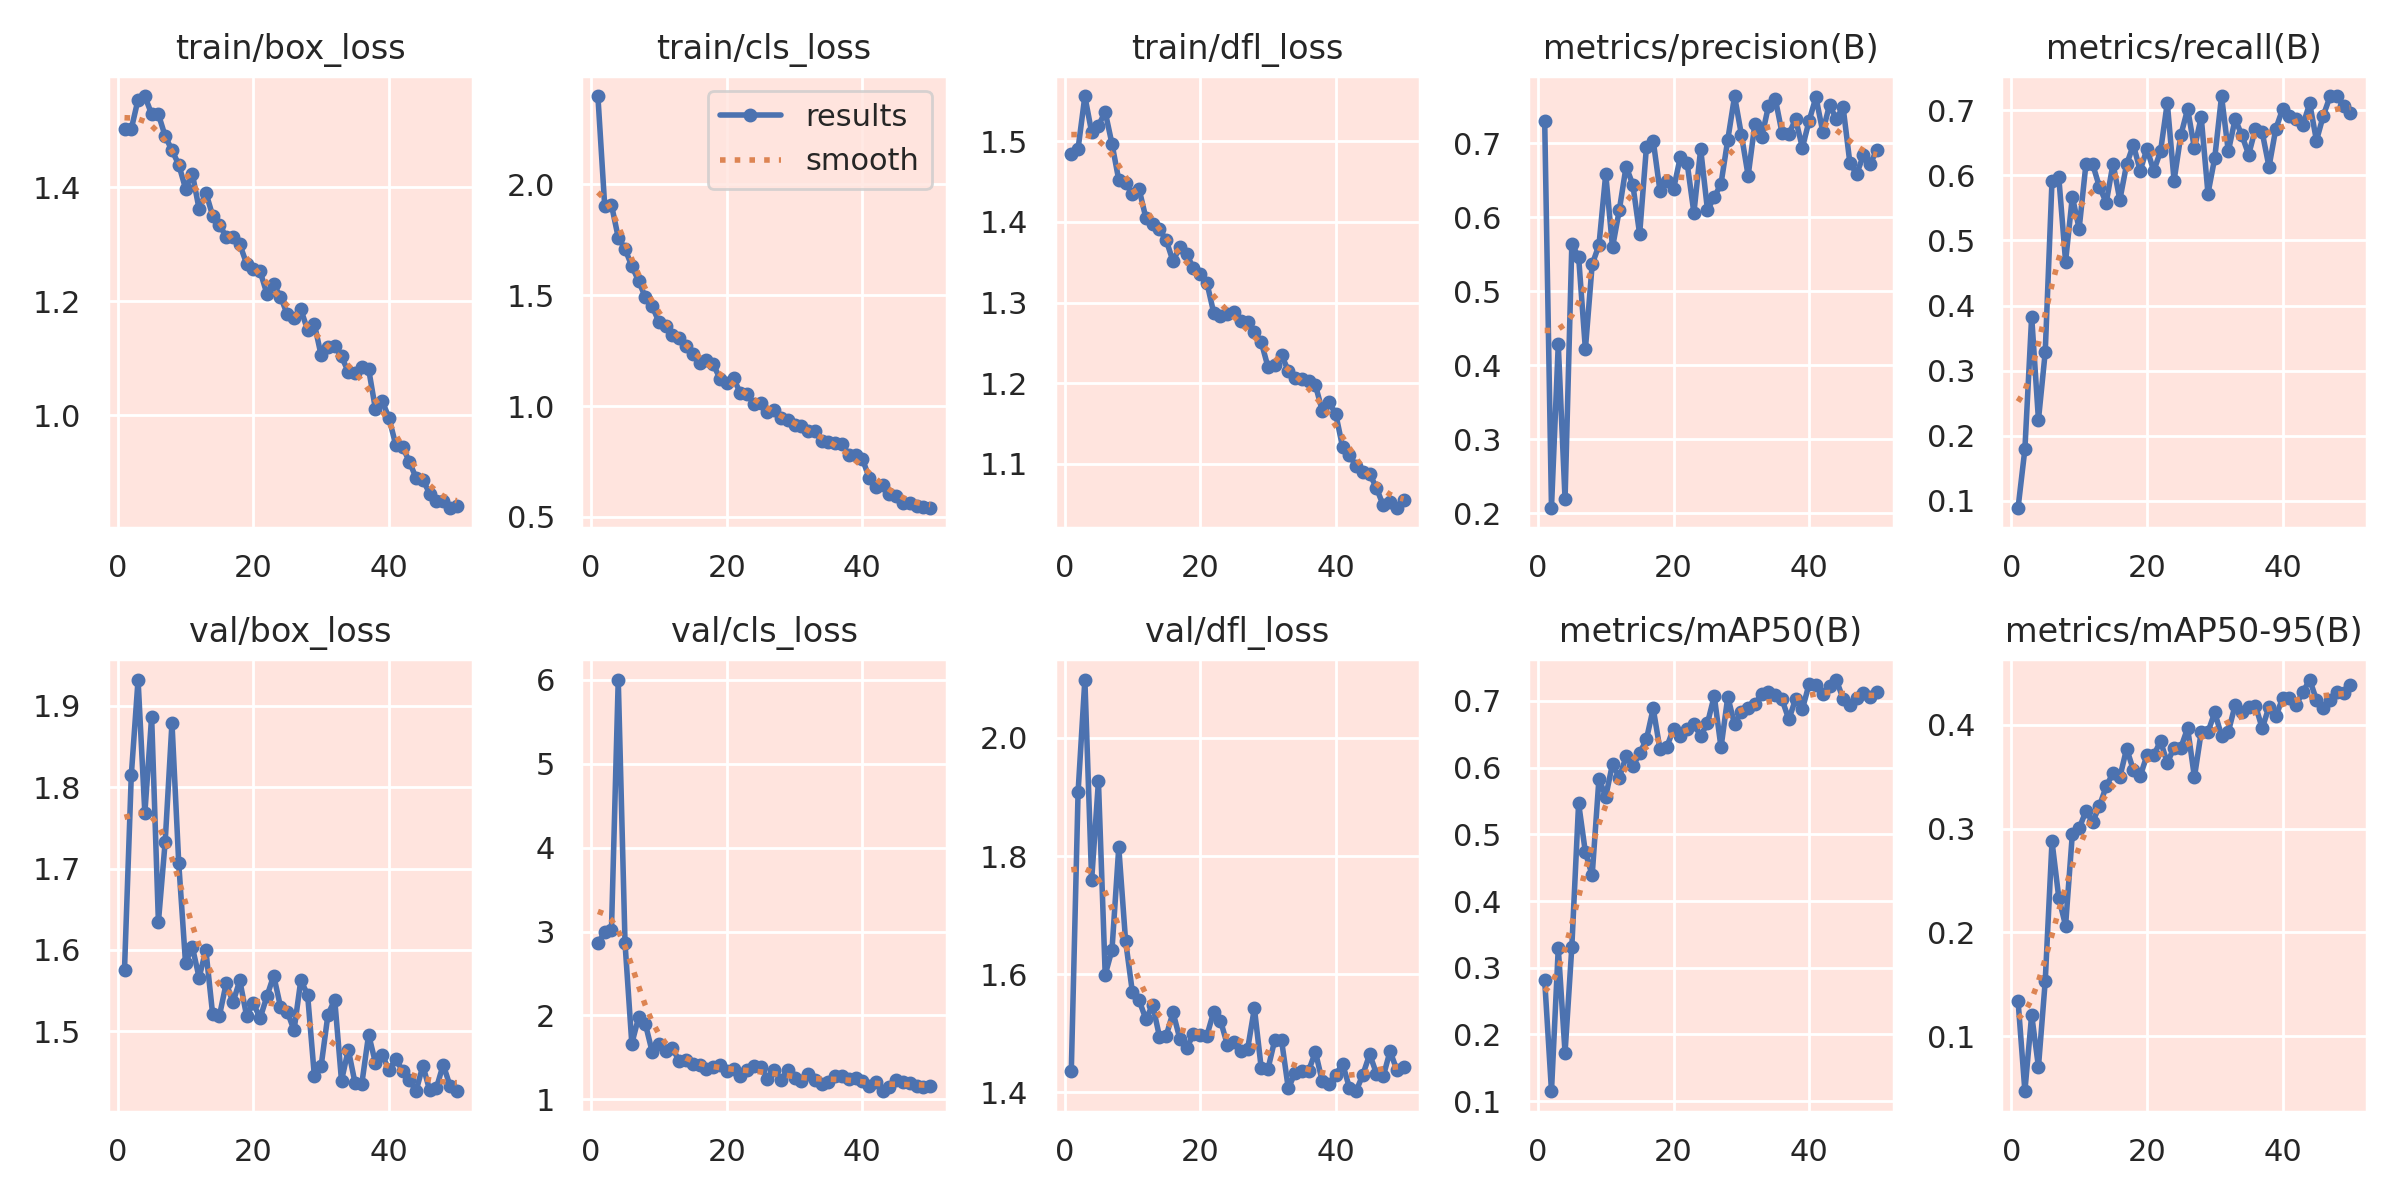 train/box_loss
train/cls_loss
train/dfl_loss
metrics/precision(B)
metrics/recall(B)
results
smooth
1.4
1.2
1.0
0 20 40
2.0
1.5
1.0
0.5
0 20 40
1.5
1.4
1.3
1.2
1.1
0 20 40
0.7
0.6
0.5
0.4
0.3
0.2
0 20 40
0.7
0.6
0.5
0.4
0.3
0.2
0.1
0 20 40
val/box_loss
val/cls_loss
val/dfl_loss
metrics/mAP50(B)
metrics/mAP50-95(B)
1.9
1.8
1.7
1.6
1.5
0 20 40
6
5
4
3
2
1
0 20 40
2.0
1.8
1.6
1.4
0 20 40
0.7
0.6
0.5
0.4
0.3
0.2
0.1
0 20 40
0.4
0.3
0.2
0.1
0 20 40